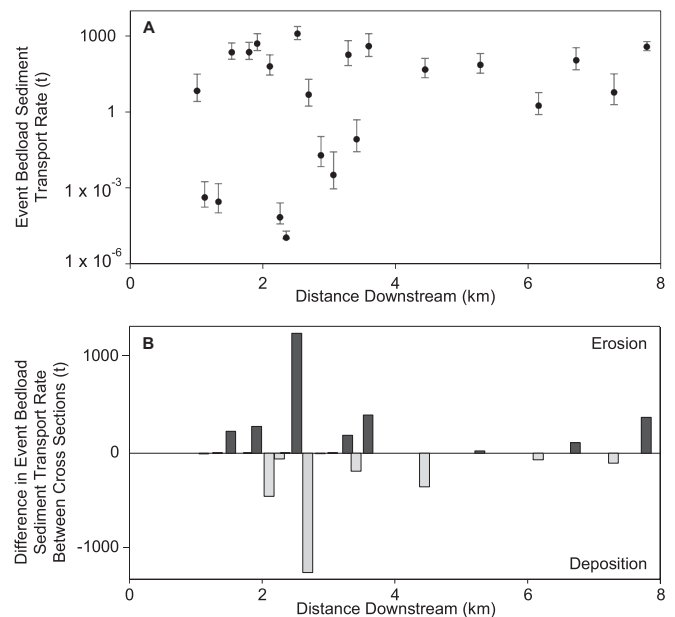 A
Event Bedload Sediment
Transport Rate (t)
1000
1
1 x 10⁻³
1 x 10⁻⁶
0 2 4 6 8
Distance Downstream (km)
B
Erosion
Difference in Event Bedload
Sediment Transport Rate
Between Cross Sections (t)
1000
0
-1000
Deposition
0 2 4 6 8
Distance Downstream (km)